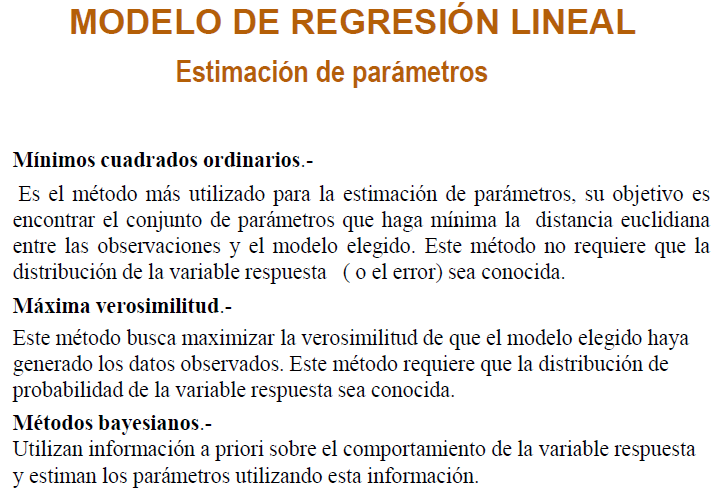 MODELO DE REGRESIÓN LINEAL
Estimación de parámetros
Mínimos cuadrados ordinarios.-
Es el método más utilizado para la estimación de parámetros, su objetivo es
encontrar el conjunto de parámetros que haga mínima la distancia euclidiana
entre las observaciones y el modelo elegido. Este método no requiere que la
distribución de la variable respuesta ( o el error) sea conocida.
Máxima verosimilitud.-
Este método busca maximizar la verosimilitud de que el modelo elegido haya
generado los datos observados. Este método requiere que la distribución de
probabilidad de la variable respuesta sea conocida.
Métodos bayesianos.-
Utilizan información a priori sobre el comportamiento de la variable respuesta
y estiman los parámetros utilizando esta información.